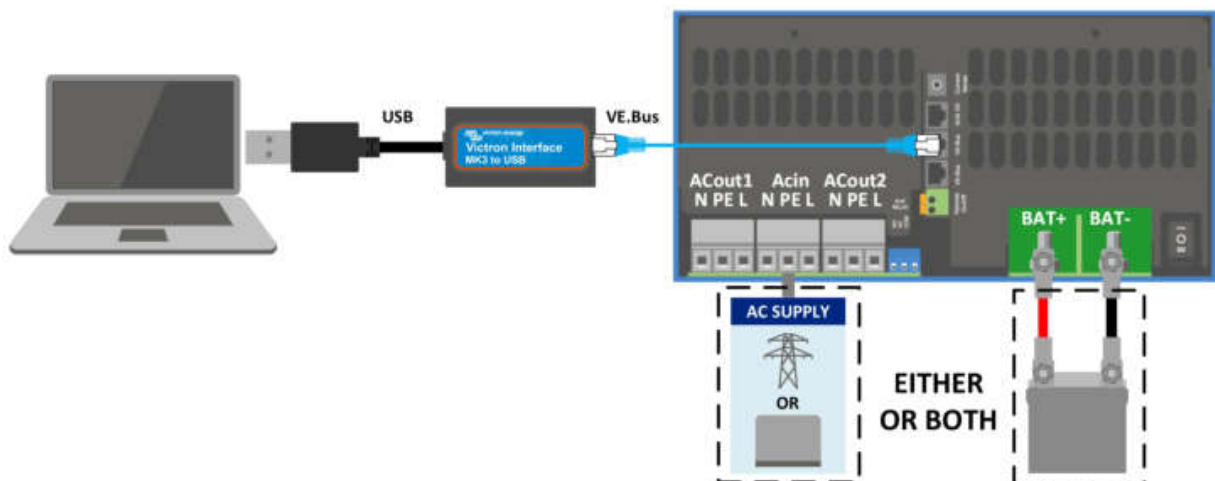 USB
victron energy
Victron Interface
MK3 to USB
VE.Bus
ACout1 Acin ACout2
N PE L N PE L N PE L
BAT+ BAT-
AC SUPPLY
OR
EITHER
OR BOTH